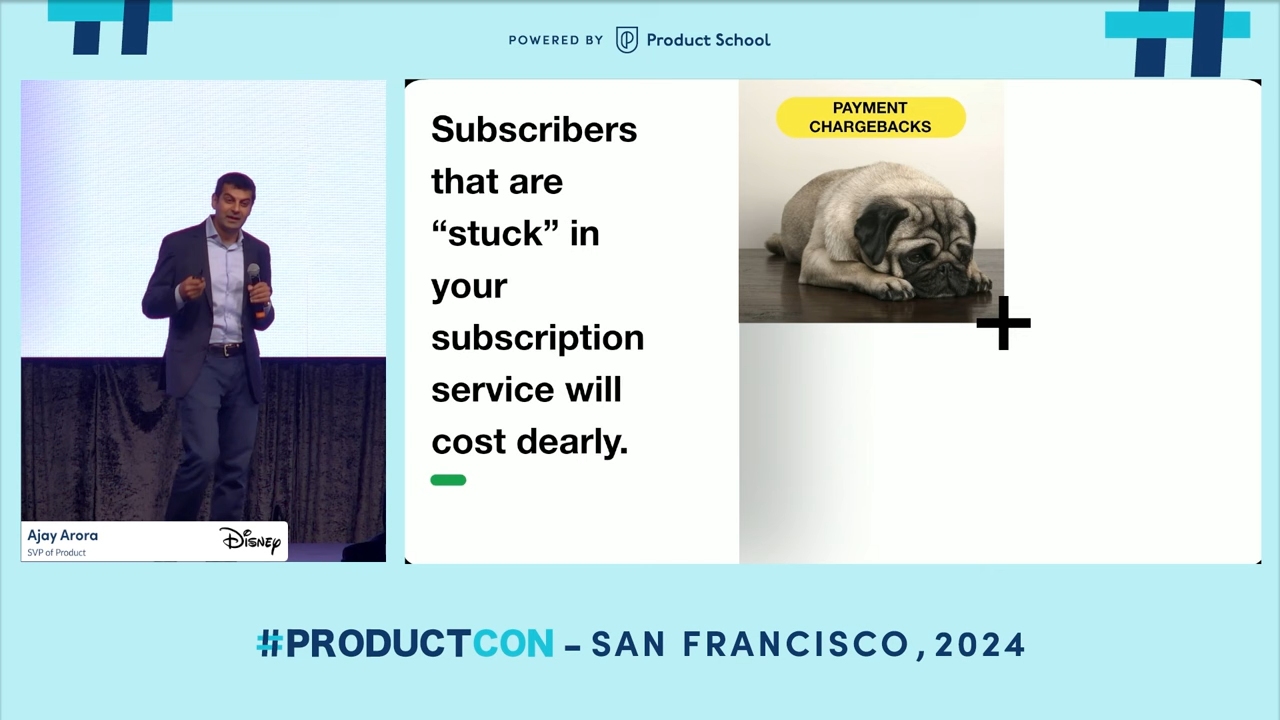 POWERED BY Product School
Subscribers
that are
“stuck” in
your
subscription
service will
cost dearly.
PAYMENT
CHARGEBACKS
+
Ajay Arora
SVP of Product
Disney
#PRODUCTCON – SAN FRANCISCO, 2024